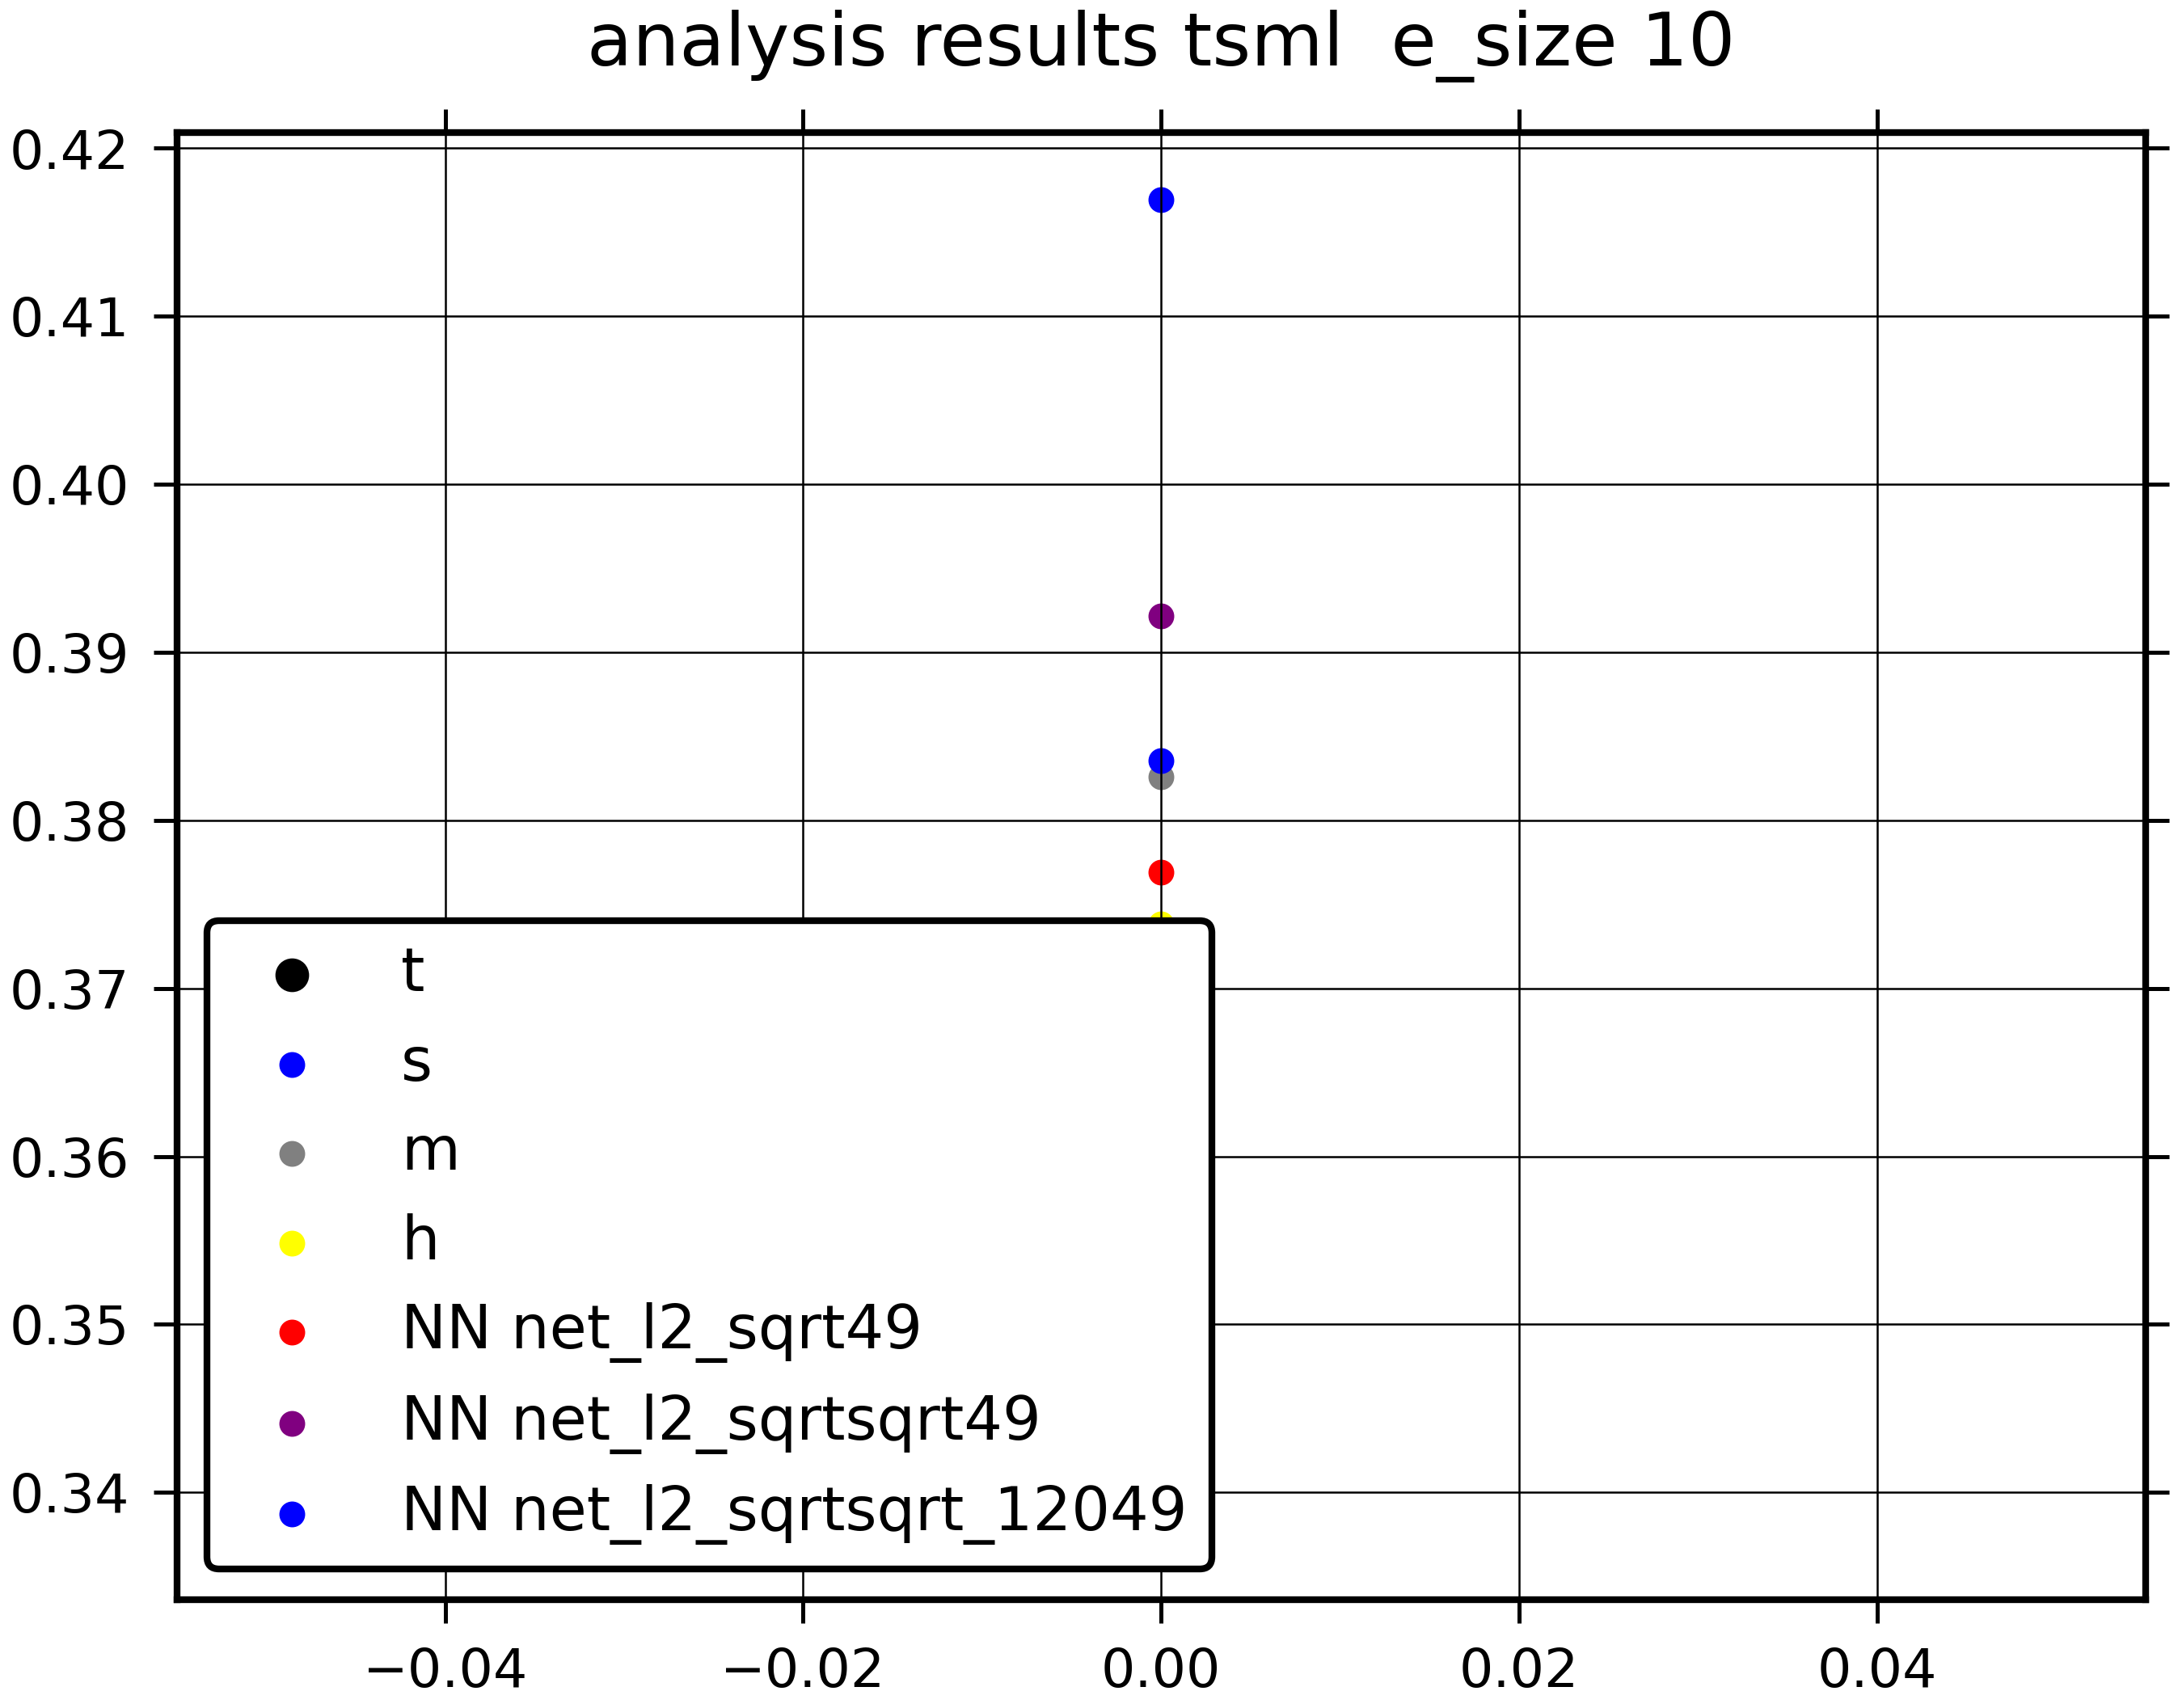 analysis results tsml  e_size 10
0.42
0.41
0.40
0.39
0.38
0.37
0.36
0.35
0.34
t
s
m
h
NN net_l2_sqrt49
NN net_l2_sqrtsqrt49
NN net_l2_sqrtsqrt_12049
−0.04 −0.02 0.00 0.02 0.04